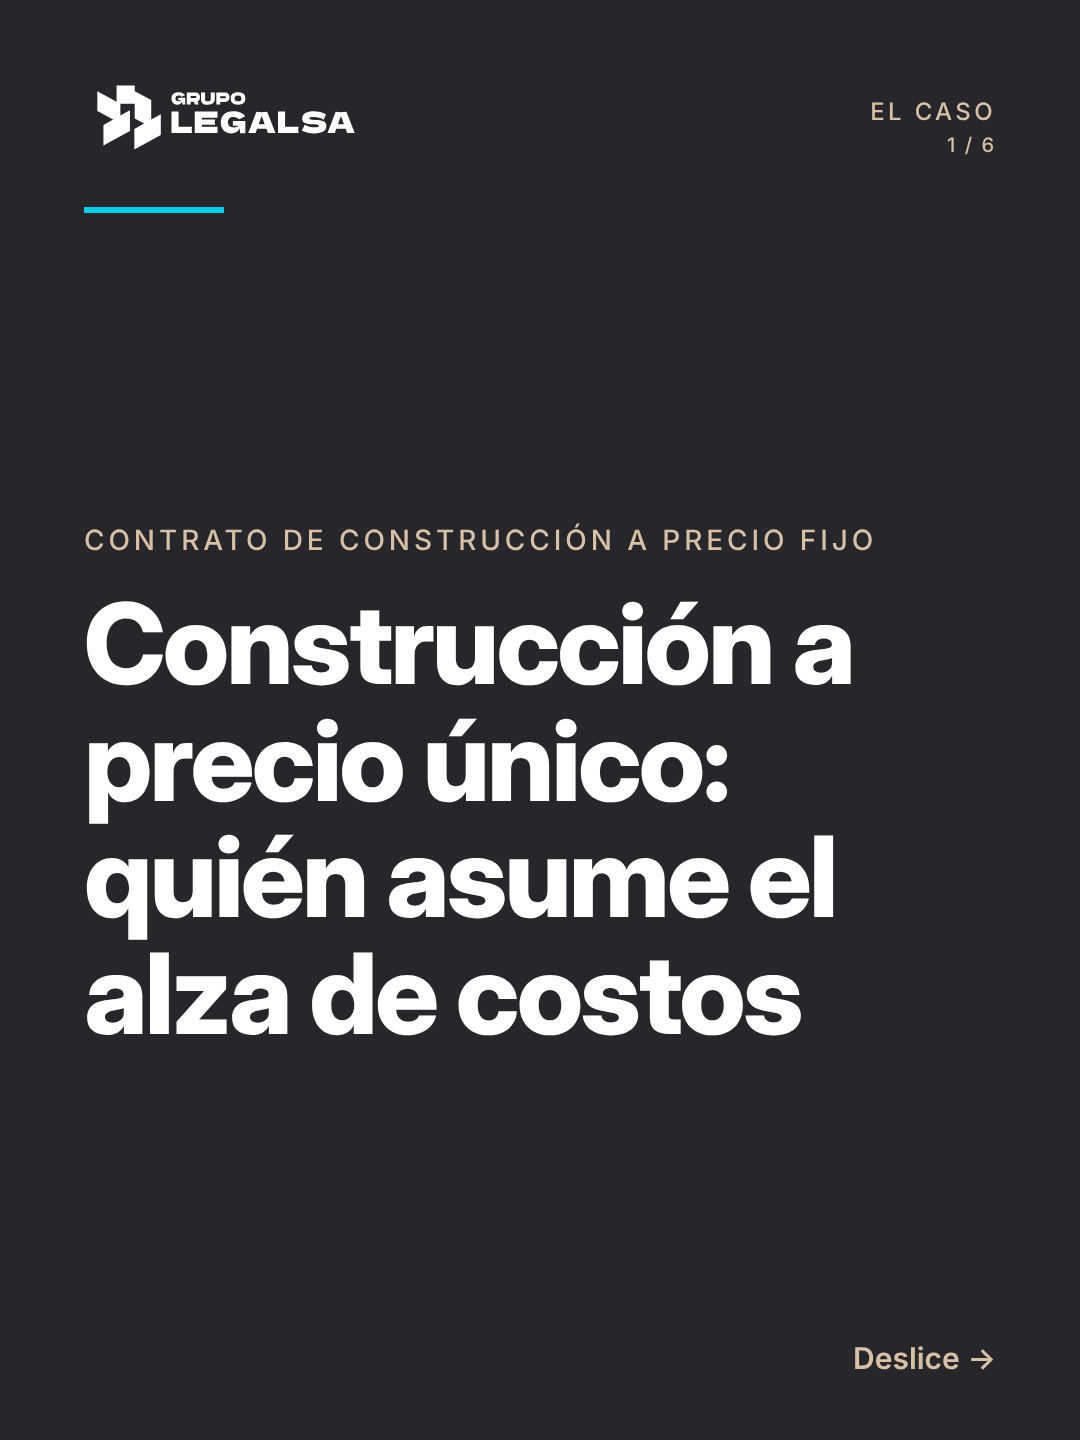 GRUPO
LEGALSA
EL CASO
1 / 6
CONTRATO DE CONSTRUCCIÓN A PRECIO FIJO
Construcción a
precio único:
quién asume el
alza de costos
Deslice →